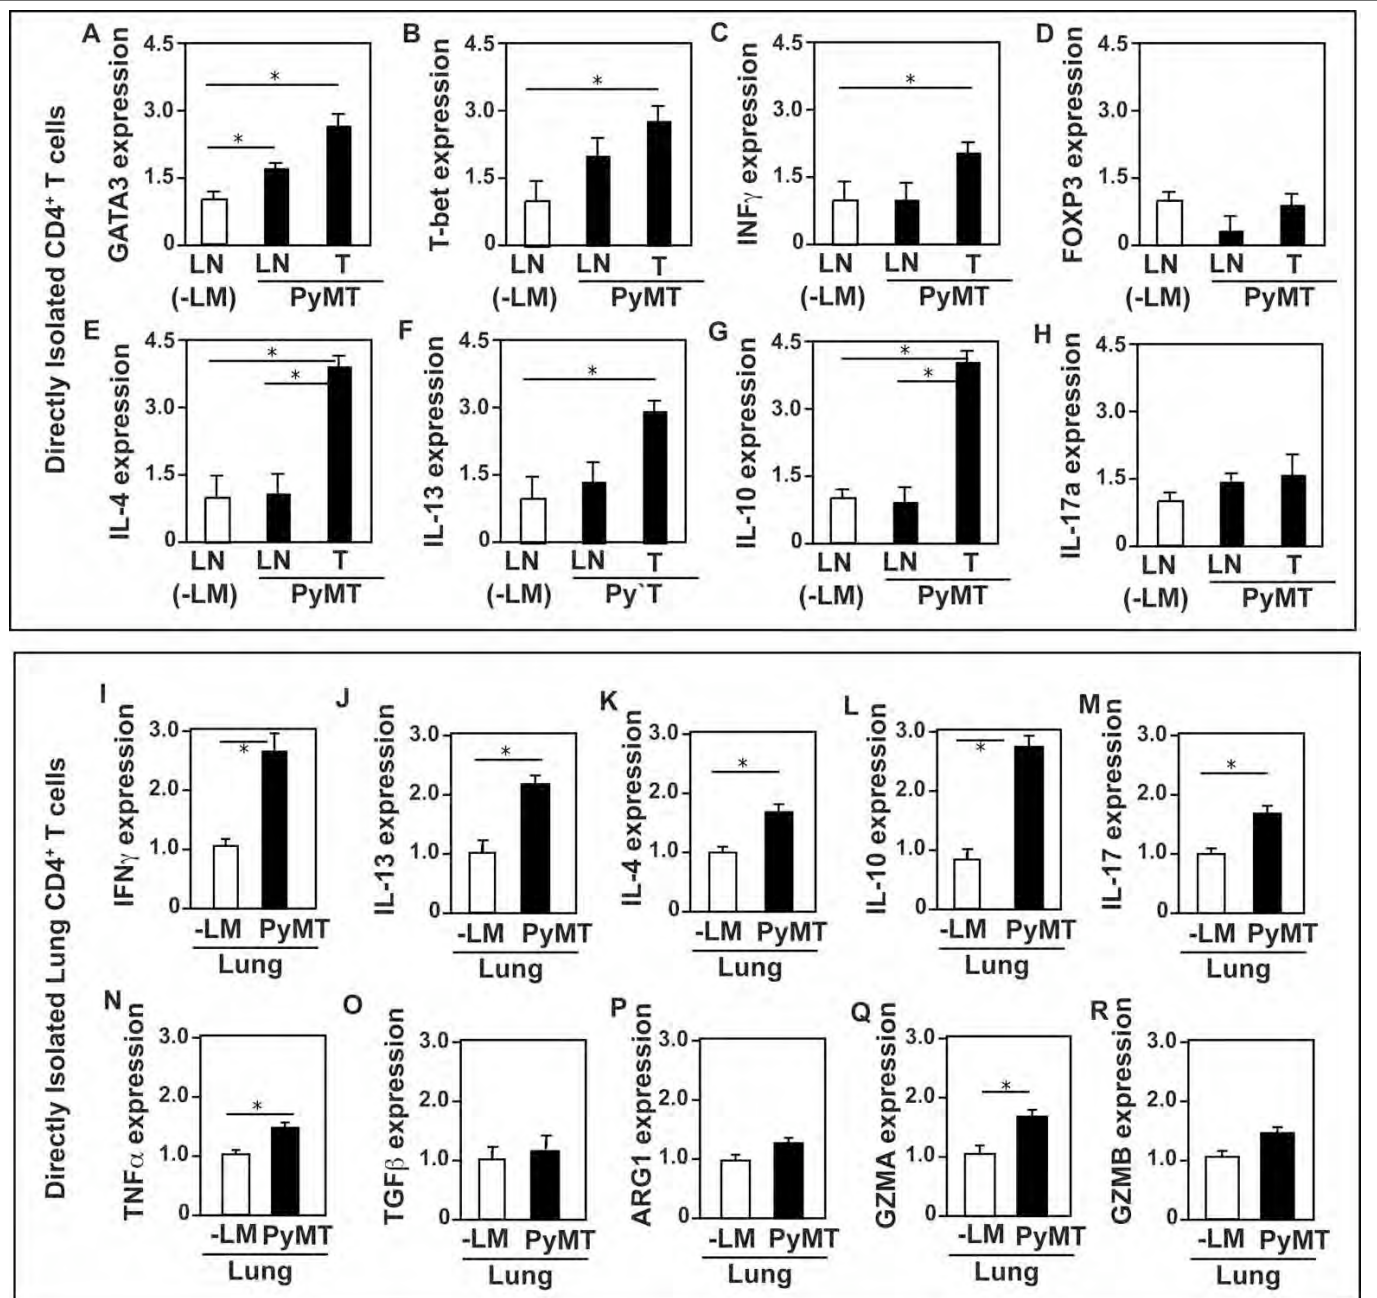 Directly Isolated CD4⁺ T cells
A
GATA3 expression
4.5
3.0
1.5
0
*
*
LN LN T
(-LM) PyMT
B
T-bet expression
4.5
3.0
1.5
0
*
LN LN T
(-LM) PyMT
C
INFγ expression
4.5
3.0
1.5
0
*
LN LN T
(-LM) PyMT
D
FOXP3 expression
4.5
3.0
1.5
0
LN LN T
(-LM) PyMT
E
IL-4 expression
4.5
3.0
1.5
0
*
*
LN LN T
(-LM) PyMT
F
IL-13 expression
4.5
3.0
1.5
0
*
LN LN T
(-LM) Py`T
G
IL-10 expression
4.5
3.0
1.5
0
*
*
LN LN T
(-LM) PyMT
H
IL-17a expression
4.5
3.0
1.5
0
LN LN T
(-LM) PyMT
Directly Isolated Lung CD4⁺ T cells
I
IFNγ expression
3.0
2.0
1.0
0
*
-LM PyMT
Lung
J
IL-13 expression
3.0
2.0
1.0
0
*
-LM PyMT
Lung
K
IL-4 expression
3.0
2.0
1.0
0
*
-LM PyMT
Lung
L
IL-10 expression
3.0
2.0
1.0
0
*
-LM PyMT
Lung
M
IL-17 expression
3.0
2.0
1.0
0
*
-LM PyMT
Lung
N
TNFα expression
3.0
2.0
1.0
0
*
-LM PyMT
Lung
O
TGFβ expression
3.0
2.0
1.0
0
-LM PyMT
Lung
P
ARG1 expression
3.0
2.0
1.0
0
-LM PyMT
Lung
Q
GZMA expression
3.0
2.0
1.0
0
*
-LM PyMT
Lung
R
GZMB expression
3.0
2.0
1.0
0
-LM PyMT
Lung